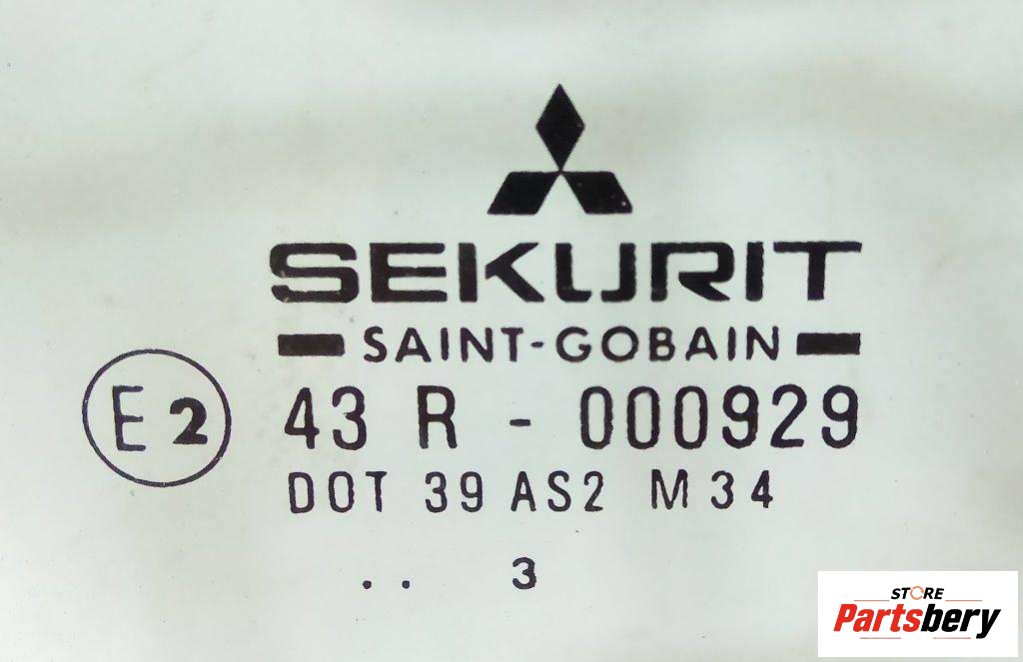 SEKURIT
SAINT-GOBAIN
E2 43 R - 000929
DOT 39 AS2 M34
.. 3
STORE
Partsbery